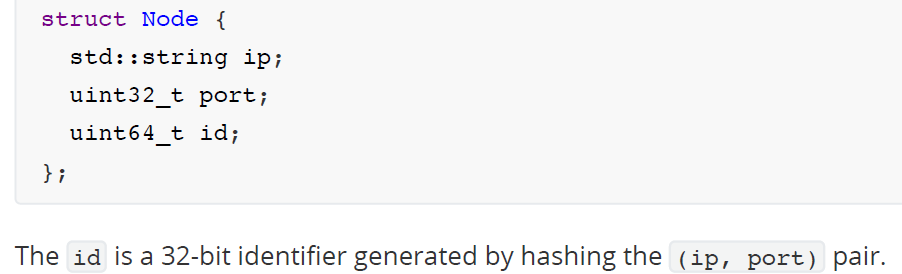 struct Node {
  std::string ip;
  uint32_t port;
  uint64_t id;
};
The id is a 32-bit identifier generated by hashing the (ip, port) pair.